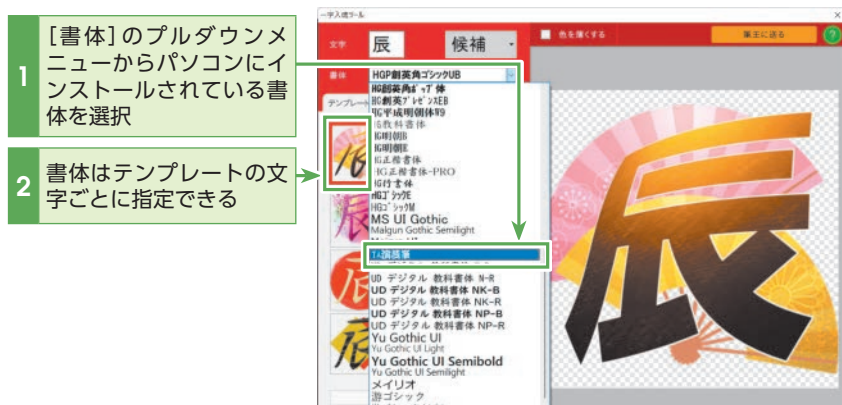 1
[書体]のプルダウンメ
ニューからパソコンにイ
ンストールされている書
体を選択
2
書体はテンプレートの文
字ごとに指定できる
一字入魂ツール
文字
辰
候補
色を薄くする
筆王に送る
?
書体
HGP創英角ゴシックUB
テンプレート
HG創英角ポップ体
HG創英プレゼンスEB
HG平成明朝体W9
HG教科書体
HG明朝B
HG明朝E
HG正楷書体
HG正楷書体-PRO
HG行書体
HGゴシックE
HGゴシックM
MS UI Gothic
Malgun Gothic Semilight
UD デジタル 教科書体 N-R
UD デジタル 教科書体 NK-B
UD デジタル 教科書体 NK-R
UD デジタル 教科書体 NP-B
UD デジタル 教科書体 NP-R
Yu Gothic UI
Yu Gothic UI Light
Yu Gothic UI Semibold
Yu Gothic UI Semilight
メイリオ
游ゴシック
辰
辰
辰